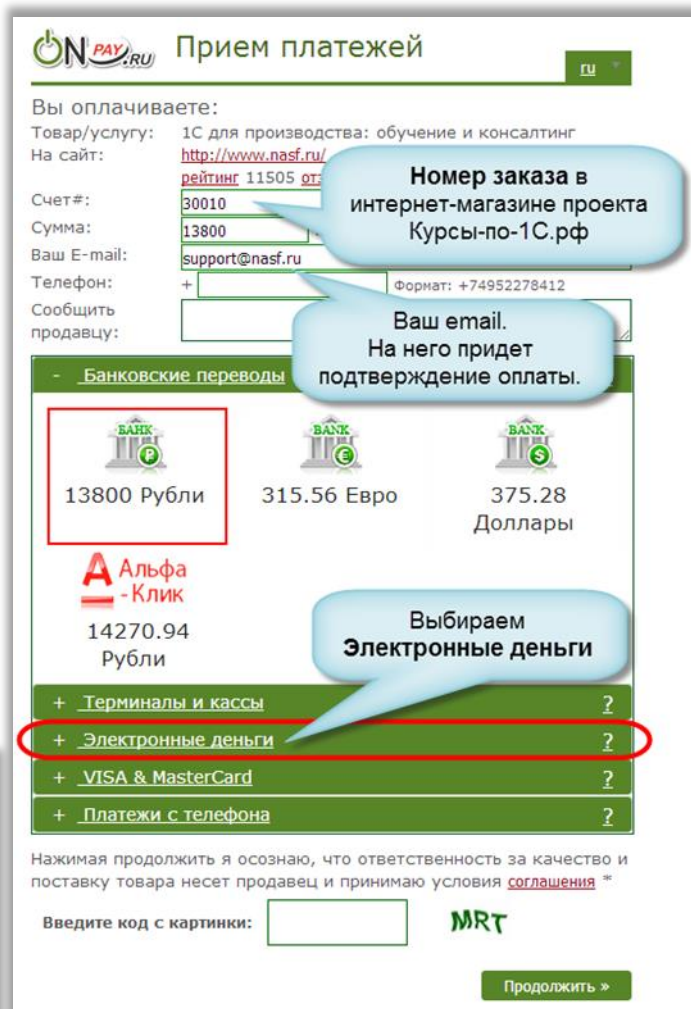 ON PAY.RU Прием платежей
ru
Вы оплачиваете:
Товар/услугу: 1С для производства: обучение и консалтинг
На сайт: http://www.nasf.ru/
рейтинг 11505
Счет#: 30010
Сумма: 13800
Ваш E-mail: support@nasf.ru
Телефон: + Формат: +74952278412
Сообщить
продавцу:
Номер заказа в
интернет-магазине проекта
Курсы-по-1С.рф
Ваш email.
На него придет
подтверждение оплаты.
- Банковские переводы
БАНК BANK BANK
13800 Рубли 315.56 Евро 375.28
Доллары
А Альфа
-Клик
14270.94
Рубли
Выбираем
Электронные деньги
+ Терминалы и кассы ?
+ Электронные деньги ?
+ VISA & MasterCard ?
+ Платежи с телефона ?
Нажимая продолжить я осознаю, что ответственность за качество и
поставку товара несет продавец и принимаю условия соглашения *
Введите код с картинки: MRT
Продолжить »